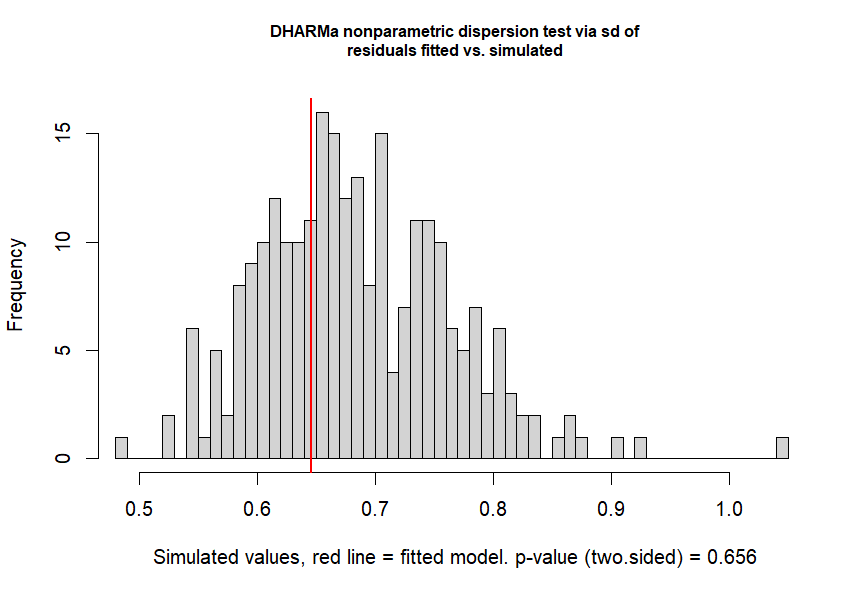 DHARMa nonparametric dispersion test via sd of
residuals fitted vs. simulated
Frequency
15
10
5
0
0.5 0.6 0.7 0.8 0.9 1.0
Simulated values, red line = fitted model. p-value (two.sided) = 0.656